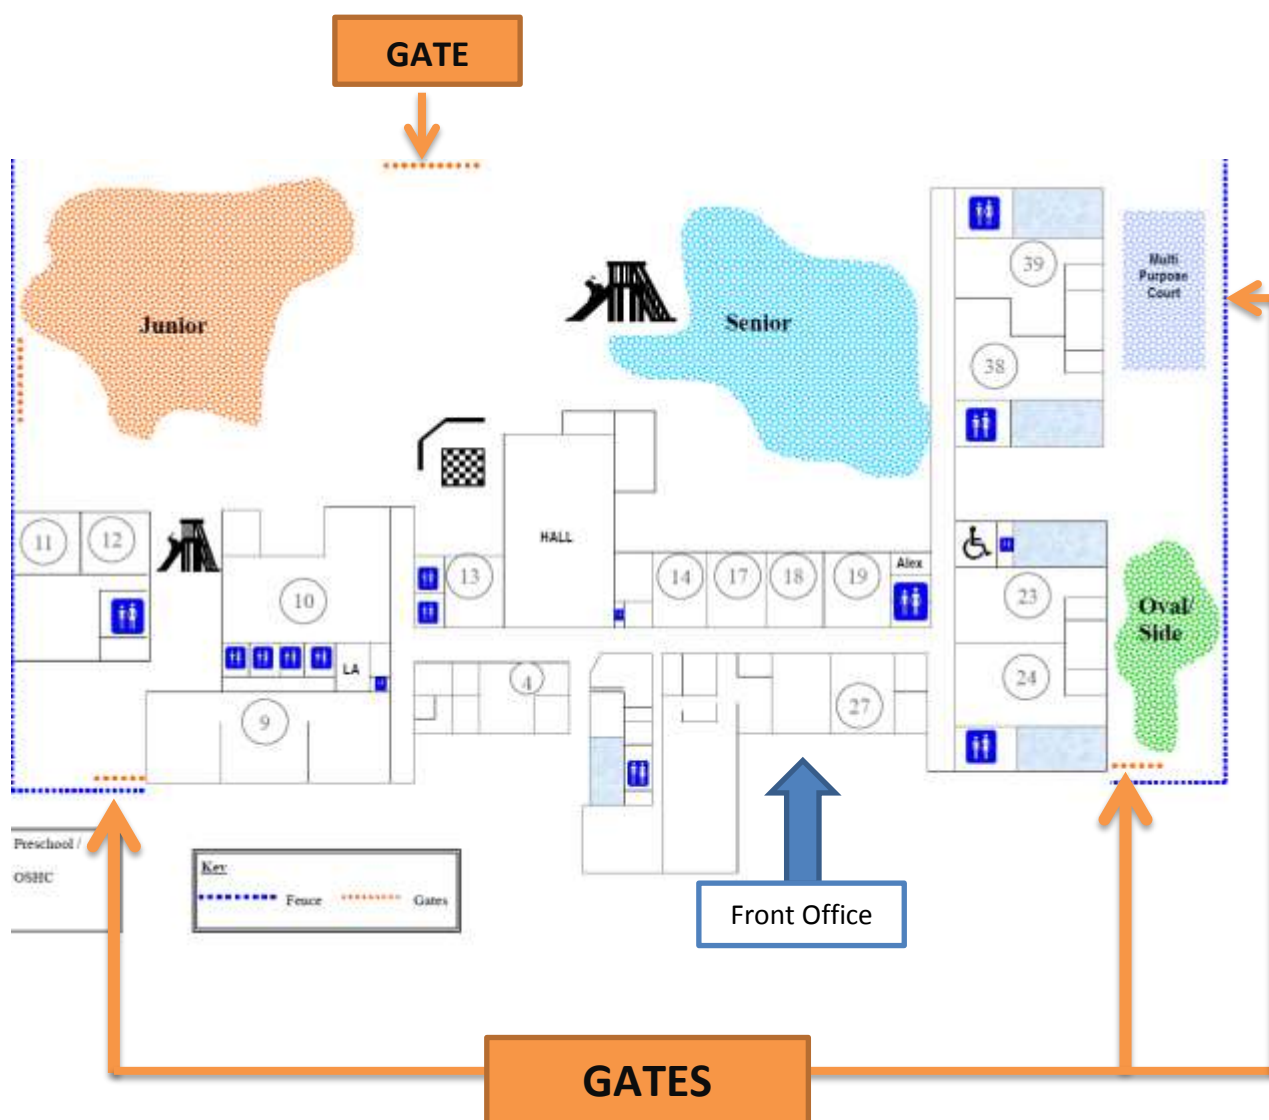 GATE
Junior
Senior
39
Multi
Purpose
Court
38
11
12
HALL
10
13
14
17
18
19
Alex
23
Oval/
Side
LA
4
24
9
27
Preschool /
OSHC
Key
Fence
Gates
Front Office
GATES